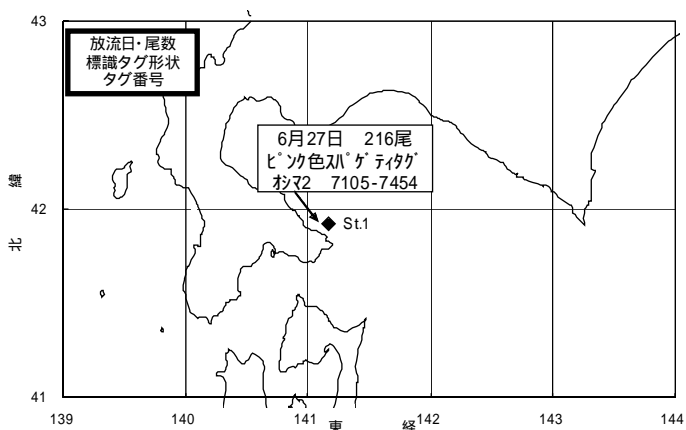 43
放流日・尾数
標識タグ形状
タグ番号
6月27日 216尾
ﾋﾟﾝｸ色ｽﾊﾟｹﾞﾃｨﾀｸﾞ
ｵｼﾏ2 7105-7454
緯
42
St.1
北
41
139
140
141
142
143
144
東 経